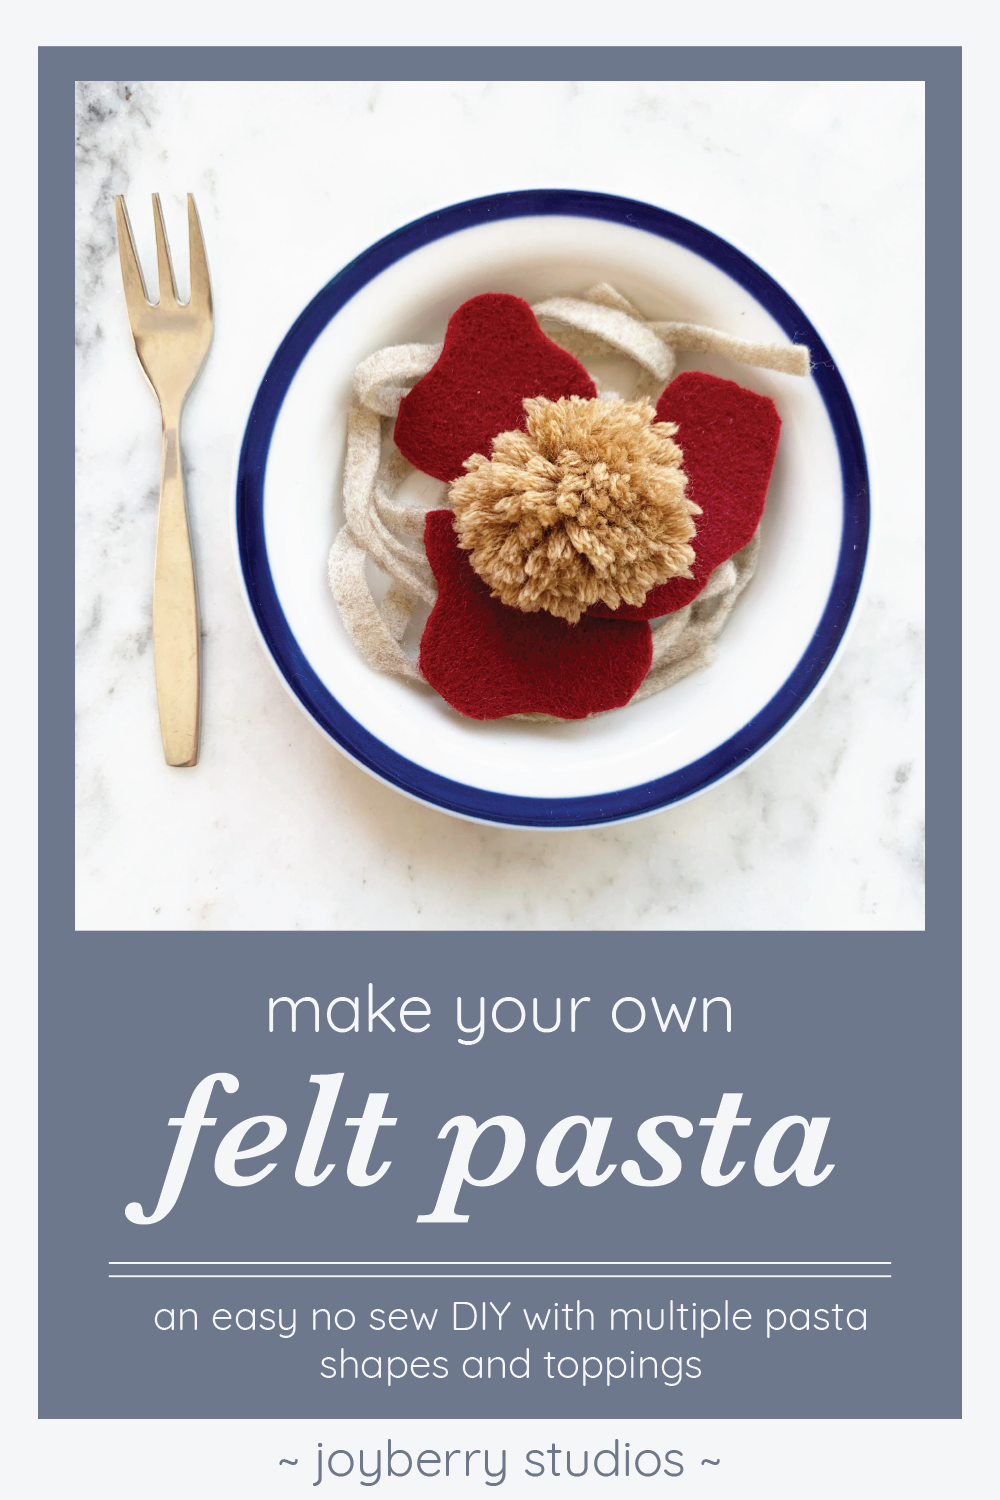 make your own
felt pasta
an easy no sew DIY with multiple pasta
shapes and toppings
~ joyberry studios ~